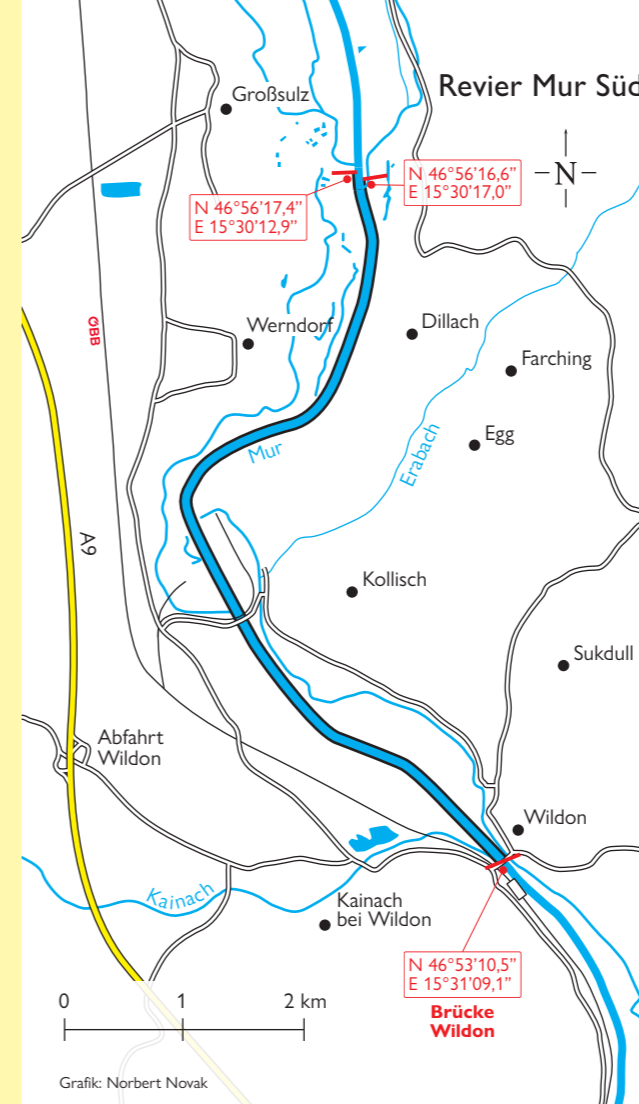 Revier Mur Süd
Großsulz
N 46°56'17,4"
E 15°30'12,9"
N 46°56'16,6"
E 15°30'17,0"
N
ØBB
Werndorf
Dillach
Farching
Egg
Mur
Erabach
A9
Kollisch
Sukdull
Abfahrt
Wildon
Wildon
Kainach
Kainach
bei Wildon
N 46°53'10,5"
E 15°31'09,1"
Brücke
Wildon
0 1 2 km
Grafik: Norbert Novak